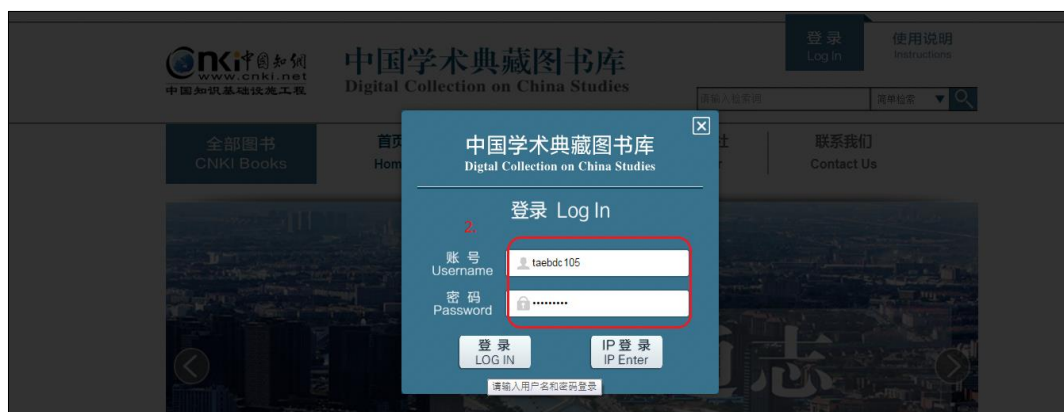 登录
Log In
使用说明
Instructions
Cnki中国知网
www.cnki.net
中国知识基础设施工程
中国学术典藏图书库
Digital Collection on China Studies
请输入检索词
简单检索 ▼
全部图书
CNKI Books
首页
Hom
社
r
联系我们
Contact Us
中国学术典藏图书库
Digtal Collection on China Studies
登录 Log In
2.
账 号
Username
taebdc105
密 码
Password
•••••••••
登 录
LOG IN
IP 登 录
IP Enter
请输入用户名和密码登录
通志